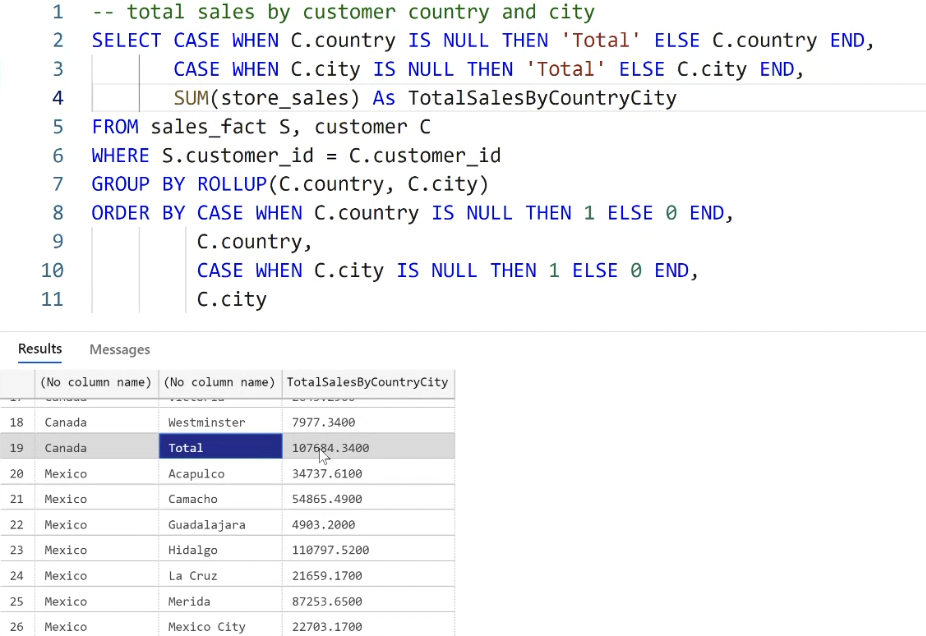 1 -- total sales by customer country and city
2 SELECT CASE WHEN C.country IS NULL THEN 'Total' ELSE C.country END,
3 CASE WHEN C.city IS NULL THEN 'Total' ELSE C.city END,
4 SUM(store_sales) As TotalSalesByCountryCity
5 FROM sales_fact S, customer C
6 WHERE S.customer_id = C.customer_id
7 GROUP BY ROLLUP(C.country, C.city)
8 ORDER BY CASE WHEN C.country IS NULL THEN 1 ELSE 0 END,
9 C.country,
10 CASE WHEN C.city IS NULL THEN 1 ELSE 0 END,
11 C.city
Results Messages
(No column name) (No column name) TotalSalesByCountryCity
18 Canada Westminster 7977.3400
19 Canada Total 107684.3400
20 Mexico Acapulco 34737.6100
21 Mexico Camacho 54865.4900
22 Mexico Guadalajara 4903.2000
23 Mexico Hidalgo 110797.5200
24 Mexico La Cruz 21659.1700
25 Mexico Merida 87253.6500
26 Mexico Mexico City 22703.1700